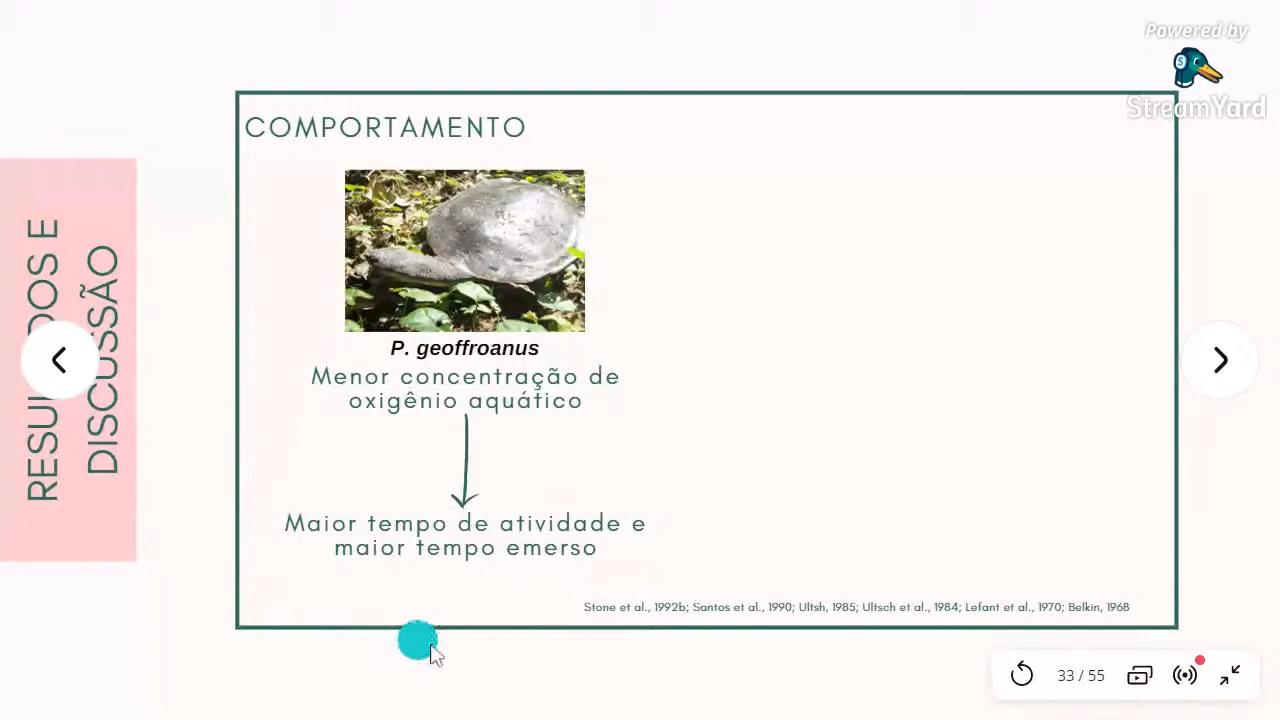 Powered by
StreamYard
COMPORTAMENTO
P. geoffroanus
Menor concentração de
oxigênio aquático
Maior tempo de atividade e
maior tempo emerso
Stone et al., 1992b; Santos et al., 1990; Ultsh, 1985; Ultsch et al., 1984; Lefant et al., 1970; Belkin, 1968
E
DISCUSSÃO
33 / 55